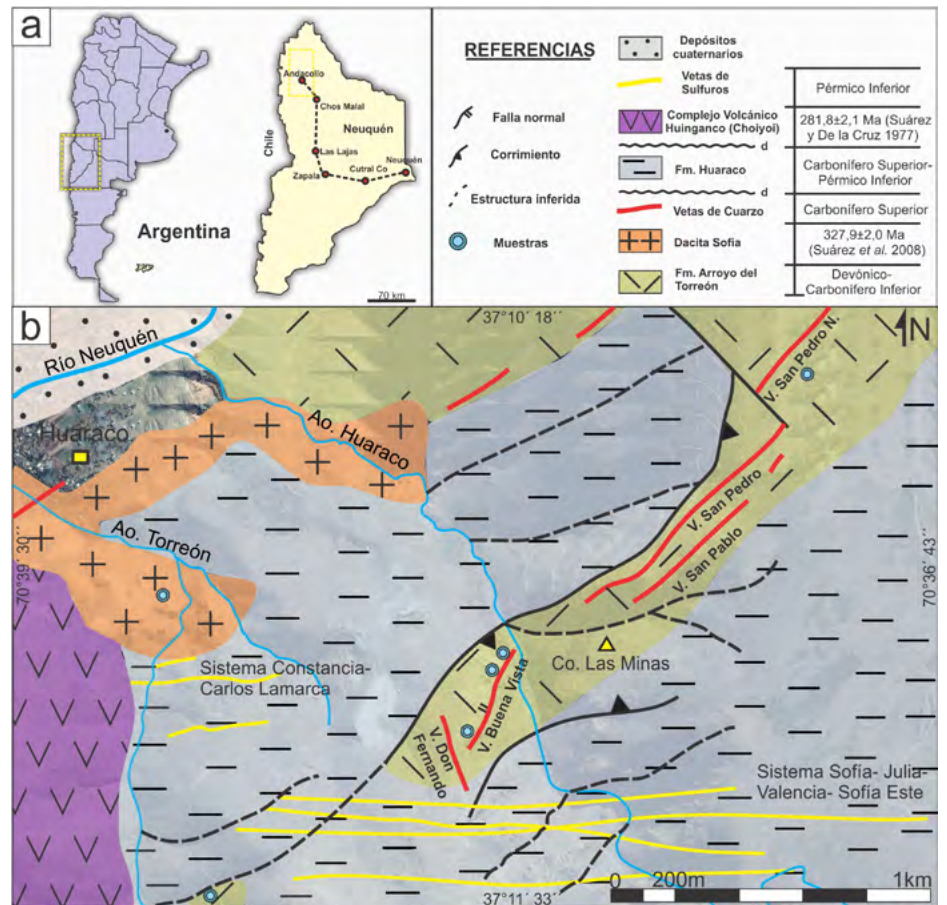 a
Andacollo
Chos Malal
Chile
Neuquén
Las Lajas
Neuquén
Zapala
Cutral Co
Argentina
70 km
REFERENCIAS
Falla normal
Corrimiento
Estructura inferida
Muestras
Depósitos
cuaternarios
Vetas de
Sulfuros
Pérmico Inferior
Complejo Volcánico
Huinganco (Choiyoi)
281,8±2,1 Ma (Suárez
y De la Cruz 1977)
d
Fm. Huaraco
Carbonífero Superior-
Pérmico Inferior
d
Vetas de Cuarzo
Carbonífero Superior
Dacita Sofia
327,9±2,0 Ma
(Suárez et al. 2008)
Fm. Arroyo del
Torreón
Devónico-
Carbonífero Inferior
b
37°10´ 18´´
N
Río Neuquén
V. San Pedro N.
Huaraco
Ao. Huaraco
V. San Pedro
V. San Pablo
Ao. Torreón
70°39´ 30´´
70°36´ 43´´
Sistema Constancia-
Carlos Lamarca
Co. Las Minas
V. Buena Vista
II
V. Don
Fernando
Sistema Sofía- Julia-
Valencia- Sofía Este
37°11´ 33´´
0 200m 1km